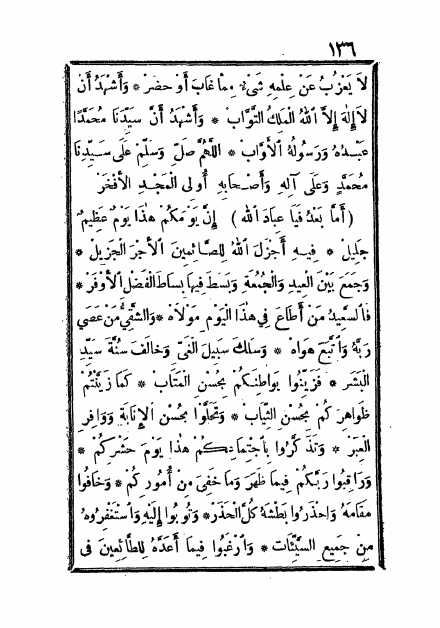 ١٣٦
لاَ يَعْزُبُ عَنْ عِلْمِهِ شَيْءٌ مِمَّا غَابَ أَوْ حَضَرَ * وَأَشْهَدُ أَنْ
لاَ إِلٰهَ إِلاَّ اللهُ الْمَلِكُ التَّوَّابُ * وَأَشْهَدُ أَنَّ سَيِّدَنَا مُحَمَّدًا
عَبْدُهُ وَرَسُولُهُ الْأَوَّابُ * اللَّهُمَّ صَلِّ وَسَلِّمْ عَلَى سَيِّدِنَا
مُحَمَّدٍ وَعَلَى آلِهِ وَأَصْحَابِهِ أُولِى الْمَجْدِ الْأَفْخَرِ
(أَمَّا بَعْدُ فَيَا عِبَادَ اللهِ) إِنَّ يَوْمَكُمْ هٰذَا يَوْمٌ عَظِيمٌ
جَلِيلٌ * فِيهِ أَجْزَلَ اللهُ لِلصَّائِمِينَ الْأَجْرَ الْجَزِيلَ *
وَجَمَعَ بَيْنَ الْعِيدِ وَالْجُمُعَةِ وَبَسَطَ فِيهَا بِسَاطَ الْفَضْلِ الْأَوْفَرِ *
فَالسَّعِيدُ مَنْ أَطَاعَ فِي هٰذَا الْيَوْمِ مَوْلَاهُ * وَالشَّقِيُّ مَنْ عَصَى
رَبَّهُ وَاتَّبَعَ هَوَاهُ * وَسَلَكَ سَبِيلَ الْغَيِّ وَخَالَفَ سُنَّةَ سَيِّدِ
الْبَشَرِ * فَزَيِّنُوا بَوَاطِنَكُمْ بِحُسْنِ الْمَتَابِ * كَمَا زَيَّنْتُمْ
ظَوَاهِرَكُمْ بِحُسْنِ الثِّيَابِ * وَتَحَلَّوْا بِحُسْنِ الْإِنَابَةِ وَوَافِرِ
الْعِبَرِ * وَتَذَكَّرُوا بِاجْتِمَاعِكُمْ هٰذَا يَوْمَ حَشْرِكُمْ *
وَرَاقِبُوا رَبَّكُمْ فِيمَا ظَهَرَ وَمَا خَفِيَ مِنْ أُمُورِكُمْ * وَخَافُوا
مَقَامَهُ وَاحْذَرُوا بَطْشَهُ كُلَّ الْحَذَرِ * وَتُوبُوا إِلَيْهِ وَاسْتَغْفِرُوهُ
مِنْ جَمِيعِ السَّيِّئَاتِ * وَارْغَبُوا فِيمَا أَعَدَّهُ لِلطَّائِعِينَ فِى